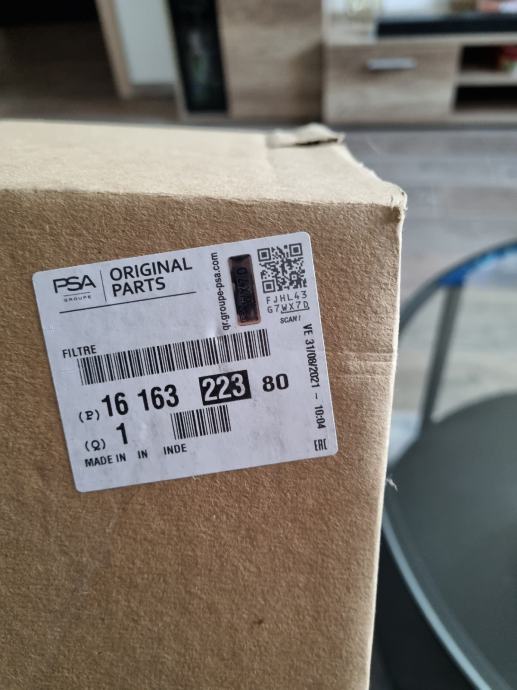 PSA
GROUPE
ORIGINAL
PARTS
qr.groupe-psa.com
FJHL43
G7WX7D
SCAN!
FILTRE
(P) 16 163 223 80
(Q) 1
MADE IN IN INDE
VE 31/08/2021 - 10:04
EAC